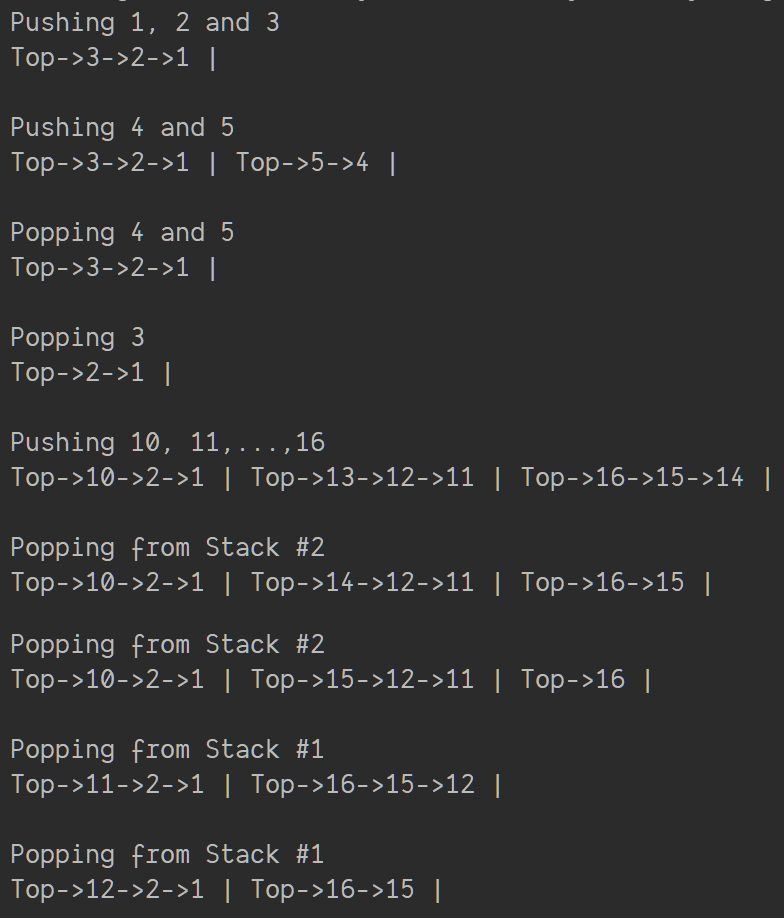 Pushing 1, 2 and 3
Top->3->2->1 |
Pushing 4 and 5
Top->3->2->1 | Top->5->4 |
Popping 4 and 5
Top->3->2->1 |
Popping 3
Top->2->1 |
Pushing 10, 11,...,16
Top->10->2->1 | Top->13->12->11 | Top->16->15->14 |
Popping from Stack #2
Top->10->2->1 | Top->14->12->11 | Top->16->15 |
Popping from Stack #2
Top->10->2->1 | Top->15->12->11 | Top->16 |
Popping from Stack #1
Top->11->2->1 | Top->16->15->12 |
Popping from Stack #1
Top->12->2->1 | Top->16->15 |